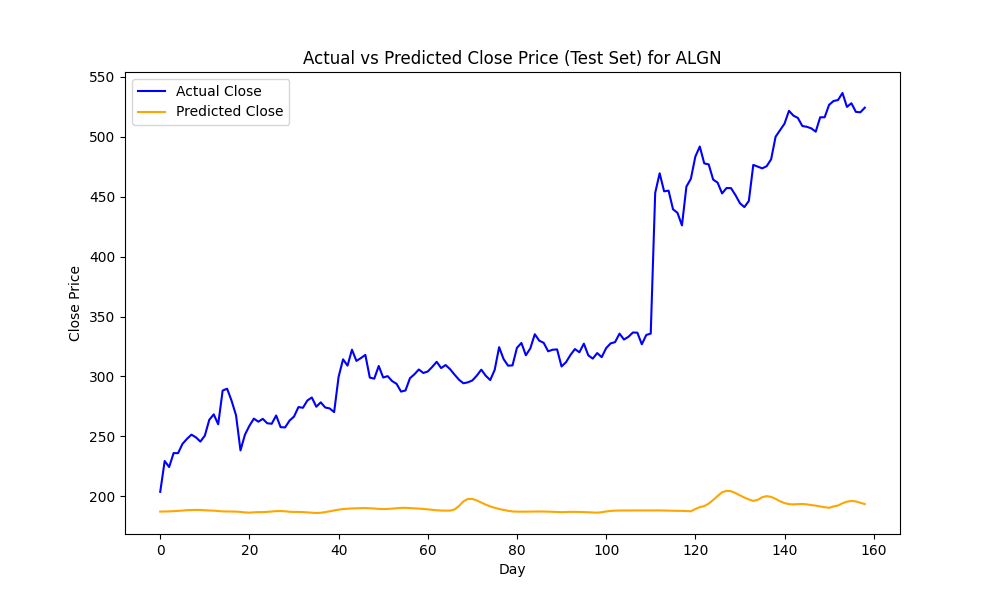 Actual vs Predicted Close Price (Test Set) for ALGN
Actual Close
Predicted Close
Close Price
550
500
450
400
350
300
250
200
0 20 40 60 80 100 120 140 160
Day